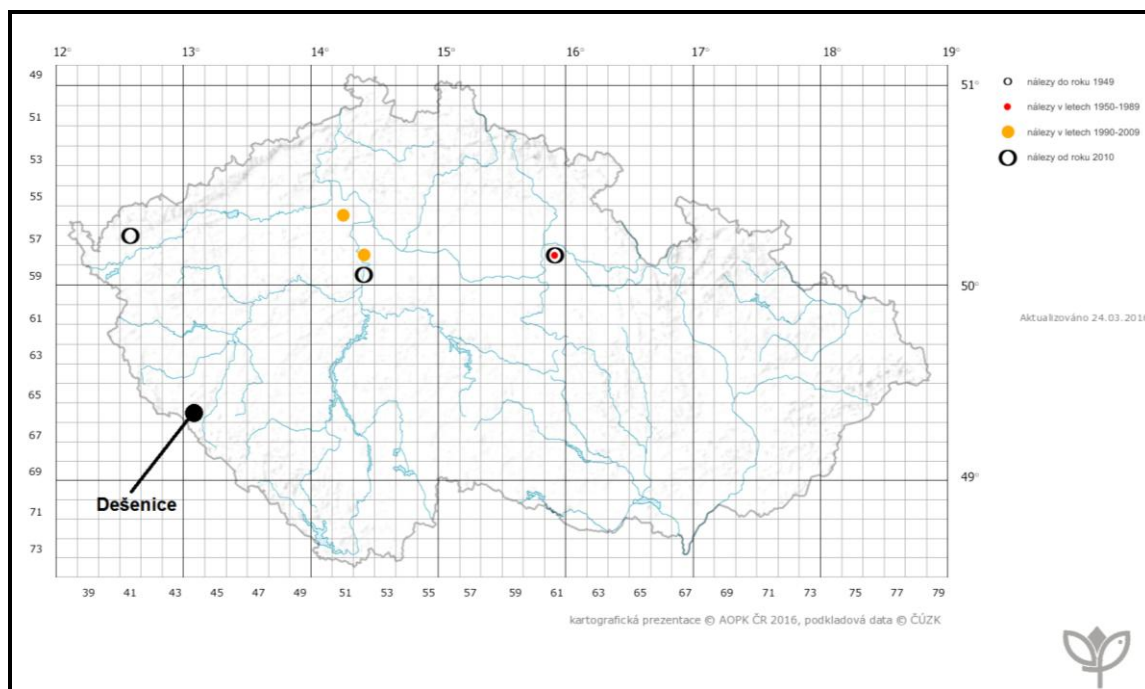 12° 13° 14° 15° 16° 17° 18° 19°
49
51°
nálezy do roku 1949
51
nálezy v letech 1950-1989
nálezy v letech 1990-2009
53
nálezy od roku 2010
55
57
59
50°
61
Aktualizováno 24.03.2016
63
65
67
69
49°
Dešenice
71
73
39 41 43 45 47 49 51 53 55 57 59 61 63 65 67 69 71 73 75 77 79
kartografická prezentace © AOPK ČR 2016, podkladová data © ČÚZK